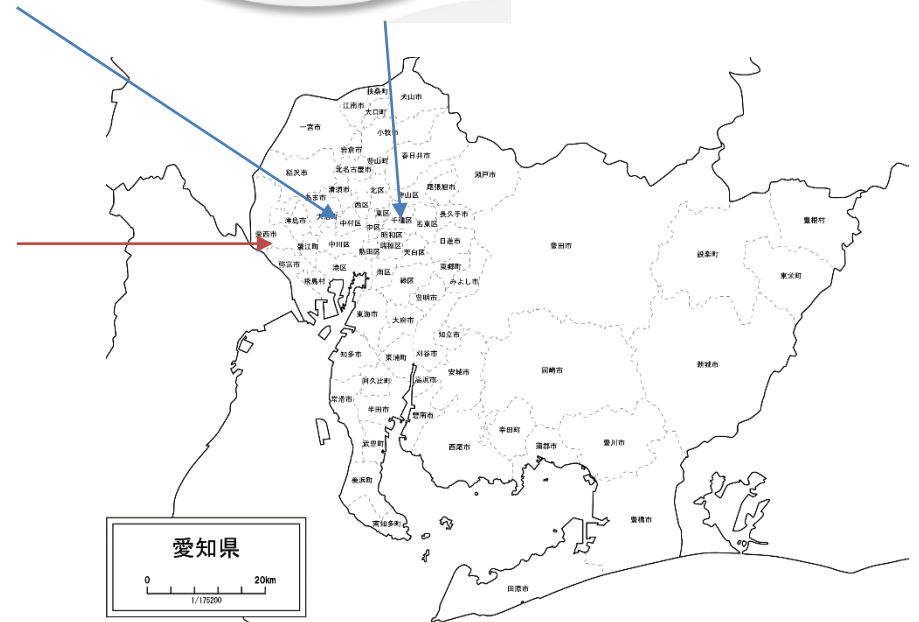 扶桑町
犬山市
江南市
大口町
一宮市
小牧市
岩倉市
豊山町
春日井市
稲沢市
北名古屋市
瀬戸市
清須市
北区
守山区
尾張旭市
あま市
西区
東区
長久手市
津島市
大治町
中村区
中区
千種区
名東区
豊根村
愛西市
昭和区
蟹江町
中川区
熱田区
瑞穂区
天白区
日進市
豊田市
設楽町
弥富市
港区
南区
緑区
東郷町
みよし市
東栄町
飛島村
豊明市
東海市
大府市
知立市
知多市
東浦町
刈谷市
安城市
岡崎市
新城市
阿久比町
高浜市
常滑市
半田市
碧南市
武豊町
西尾市
幸田町
蒲郡市
豊川市
美浜町
南知多町
豊橋市
田原市
愛知県
0 20km
1/175200